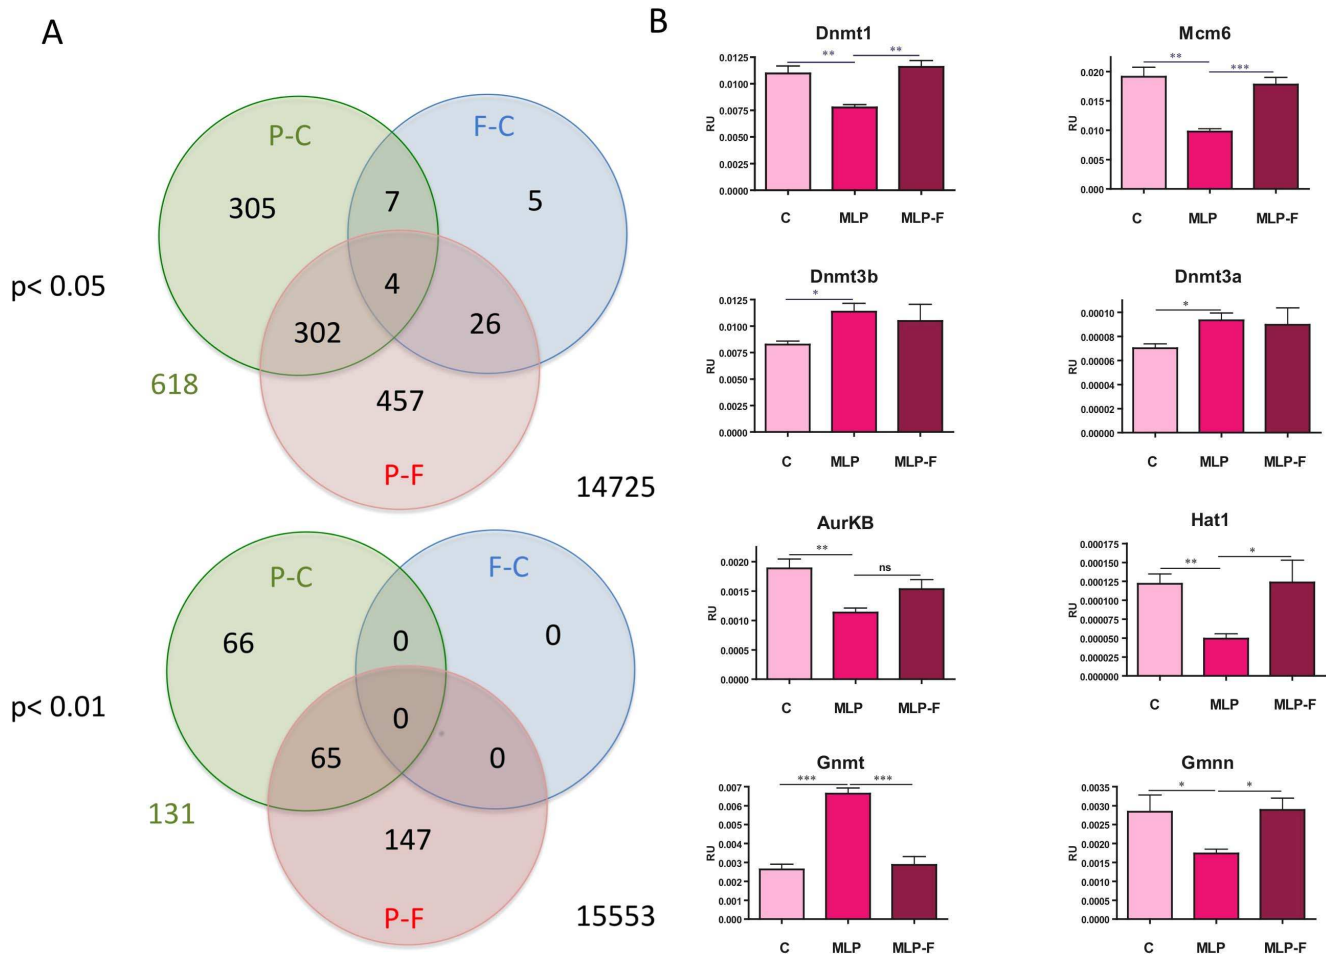 A
P-C
F-C
305
7
5
4
p< 0.05
302
26
618
457
P-F
14725
P-C
F-C
66
0
0
p< 0.01
0
65
0
131
147
P-F
15553
B
Dnmt1
** **
0.0125
0.0100
0.0075
0.0050
0.0025
0.0000
RU
C MLP MLP-F
Mcm6
** ***
0.020
0.015
0.010
0.005
0.000
RU
C MLP MLP-F
Dnmt3b
*
0.0125
0.0100
0.0075
0.0050
0.0025
0.0000
RU
C MLP MLP-F
Dnmt3a
*
0.00010
0.00008
0.00006
0.00004
0.00002
0.00000
RU
C MLP MLP-F
AurKB
** ns
0.0020
0.0015
0.0010
0.0005
0.0000
RU
C MLP MLP-F
Hat1
** *
0.000175
0.000150
0.000125
0.000100
0.000075
0.000050
0.000025
0.000000
RU
C MLP MLP-F
Gnmt
*** ***
0.007
0.006
0.005
0.004
0.003
0.002
0.001
0.000
RU
C MLP MLP-F
Gmnn
* *
0.0035
0.0030
0.0025
0.0020
0.0015
0.0010
0.0005
0.0000
RU
C MLP MLP-F